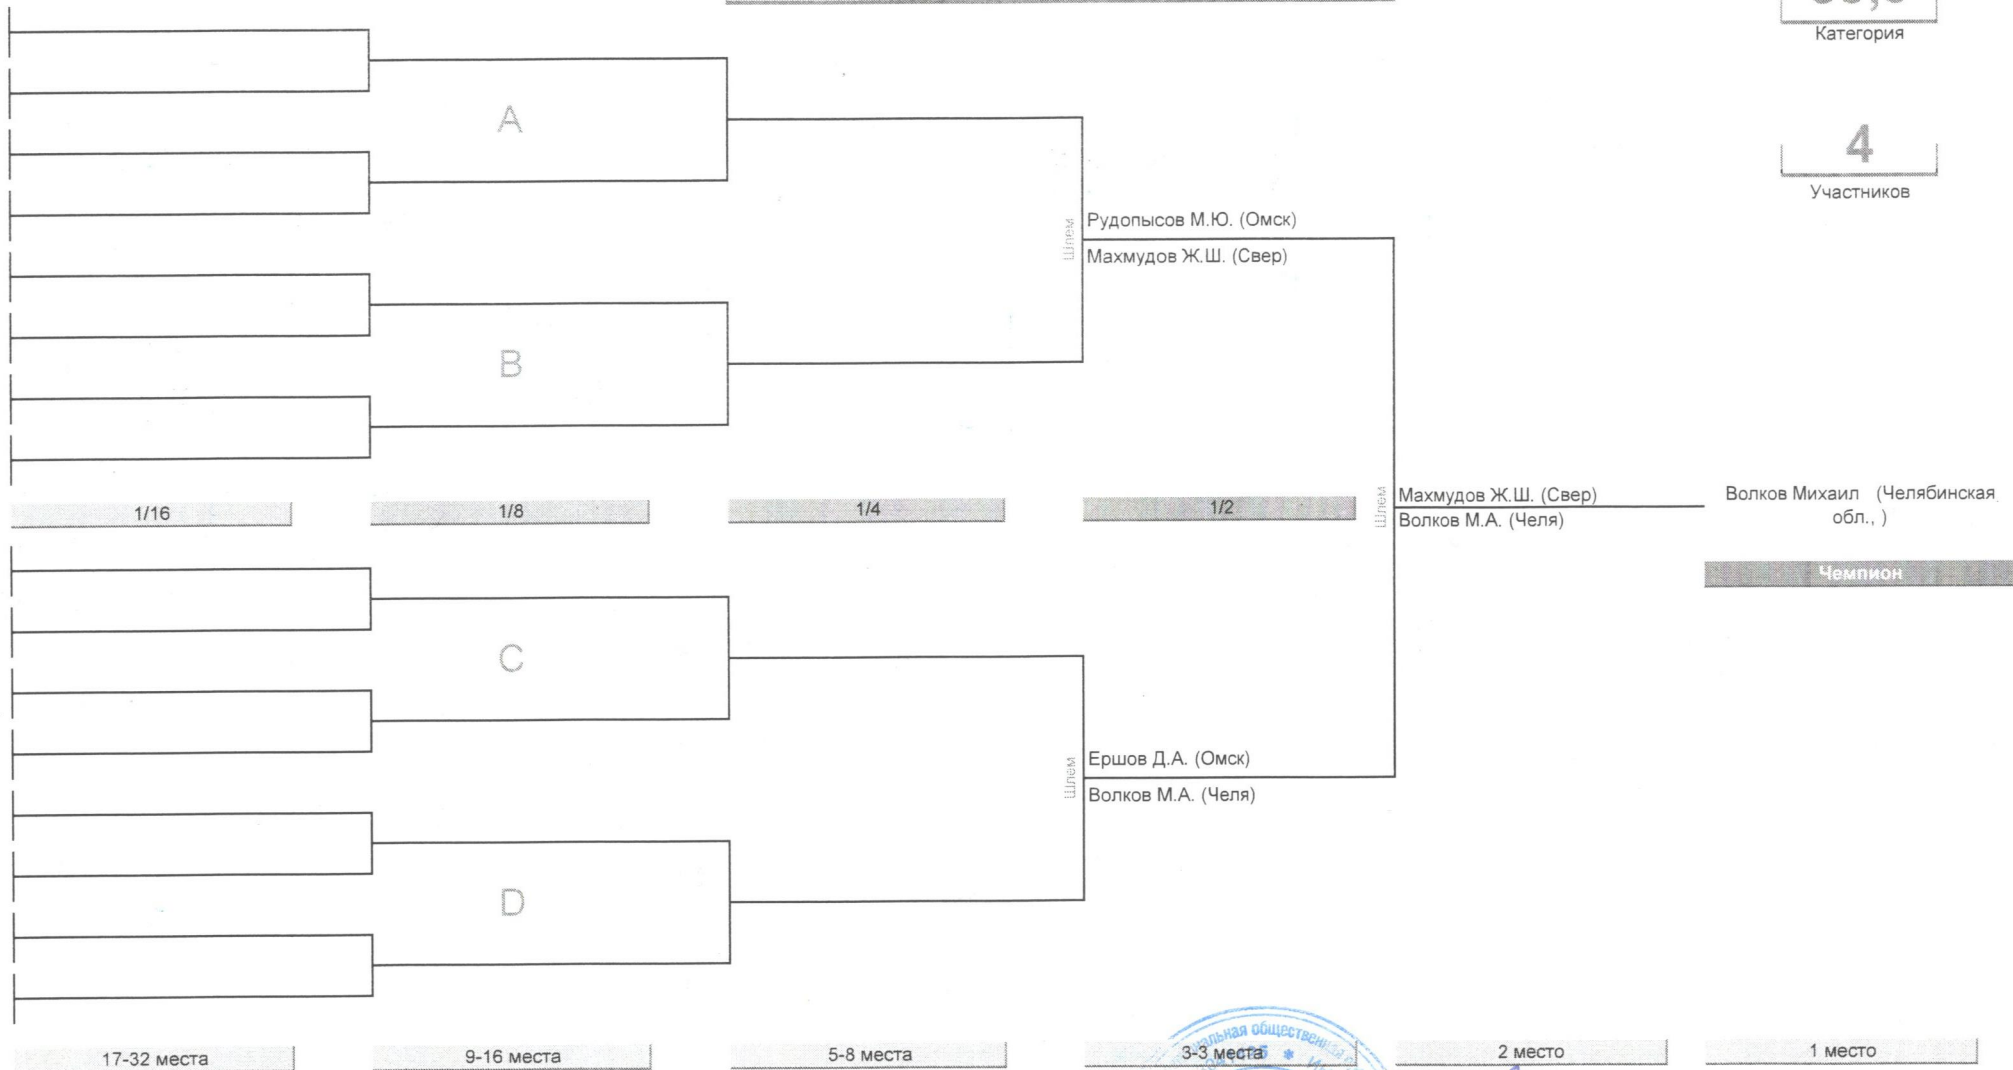 Категория
A
4
Участников
Рудопысов М.Ю. (Омск)
Шлем
Махмудов Ж.Ш. (Свер)
B
1/16
1/8
1/4
1/2
Шлем
Махмудов Ж.Ш. (Свер)
Волков М.А. (Челя)
Волков Михаил (Челябинская
обл., )
Чемпион
C
Ершов Д.А. (Омск)
Шлем
Волков М.А. (Челя)
D
17-32 места
9-16 места
5-8 места
3-3 места
2 место
1 место